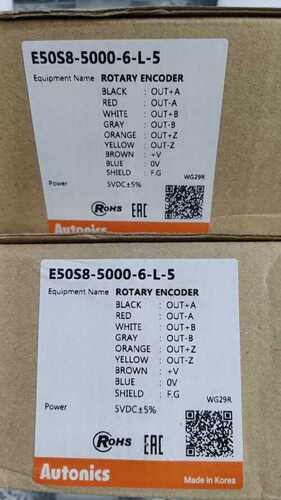 E50S8-5000-6-L-5
Equipment Name ROTARY ENCODER
BLACK : OUT+A
RED : OUT-A
WHITE : OUT+B
GRAY : OUT-B
ORANGE : OUT+Z
YELLOW : OUT-Z
BROWN : +V
BLUE : 0V
SHIELD : F.G
WG29R
Power 5VDC±5%
RoHS EAC
Autonics
Made in Korea
E50S8-5000-6-L-5
Equipment Name ROTARY ENCODER
BLACK : OUT+A
RED : OUT-A
WHITE : OUT+B
GRAY : OUT-B
ORANGE : OUT+Z
YELLOW : OUT-Z
BROWN : +V
BLUE : 0V
SHIELD : F.G
WG29R
Power 5VDC±5%
RoHS EAC
Autonics
Made in Korea